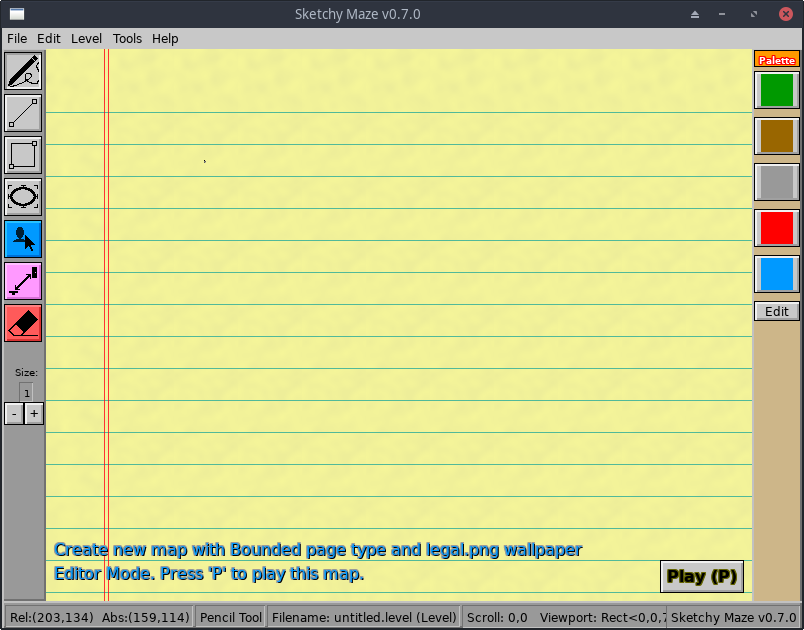 Sketchy Maze v0.7.0
File Edit Level Tools Help
Palette
Edit
Size:
1
- +
Create new map with Bounded page type and legal.png wallpaper
Editor Mode. Press 'P' to play this map.
Play (P)
Rel:(203,134) Abs:(159,114) Pencil Tool Filename: untitled.level (Level) Scroll: 0,0 Viewport: Rect<0,0,7 Sketchy Maze v0.7.0